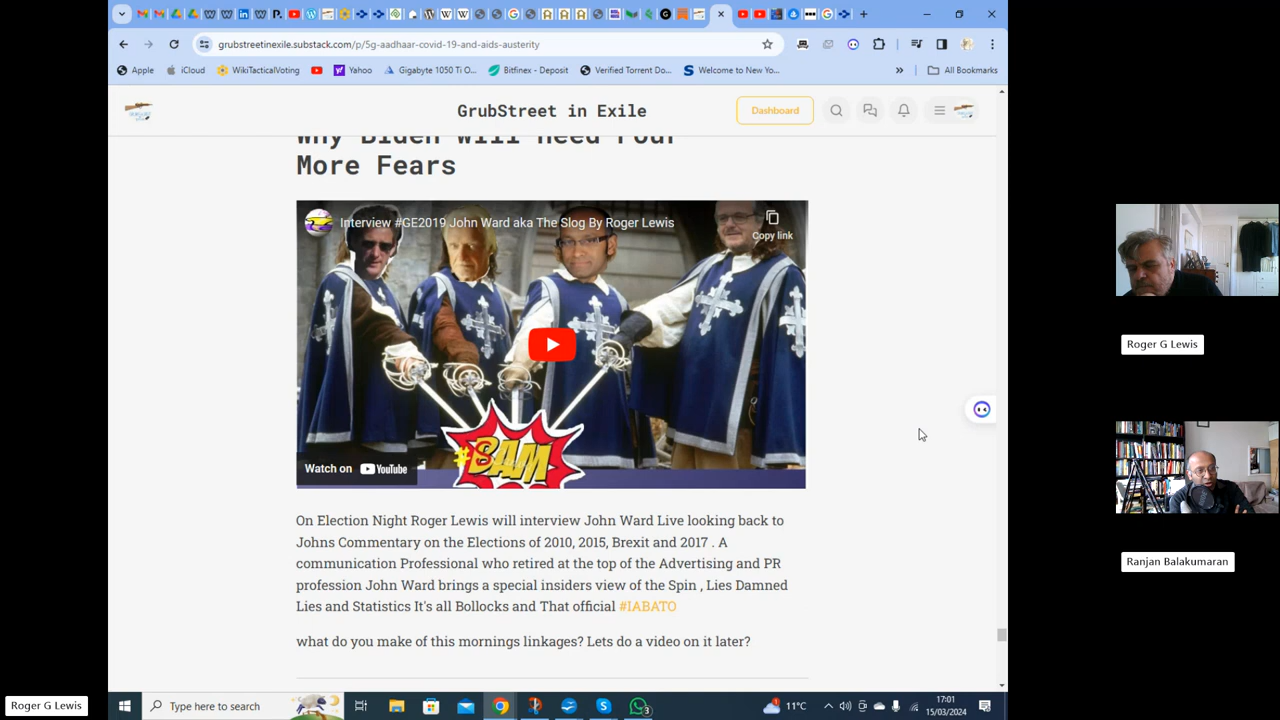 grubstreetinexile.substack.com/p/5g-aadhaar-covid-19-and-aids-austerity
Apple
iCloud
WikiTacticalVoting
Yahoo
Gigabyte 1050 Ti O...
Bitfinex - Deposit
Verified Torrent Do...
Welcome to New Yo...
»
All Bookmarks
GrubStreet in Exile
Dashboard
Why Biden Will Need Four
More Fears
Interview #GE2019 John Ward aka The Slog By Roger Lewis
Copy link
#BAM
Watch on YouTube
On Election Night Roger Lewis will interview John Ward Live looking back to
Johns Commentary on the Elections of 2010, 2015, Brexit and 2017 . A
communication Professional who retired at the top of the Advertising and PR
profession John Ward brings a special insiders view of the Spin , Lies Damned
Lies and Statistics It's all Bollocks and That official #IABATO
what do you make of this mornings linkages? Lets do a video on it later?
Roger G Lewis
Ranjan Balakumaran
Roger G Lewis
Type here to search
3
11°C
17:01
15/03/2024